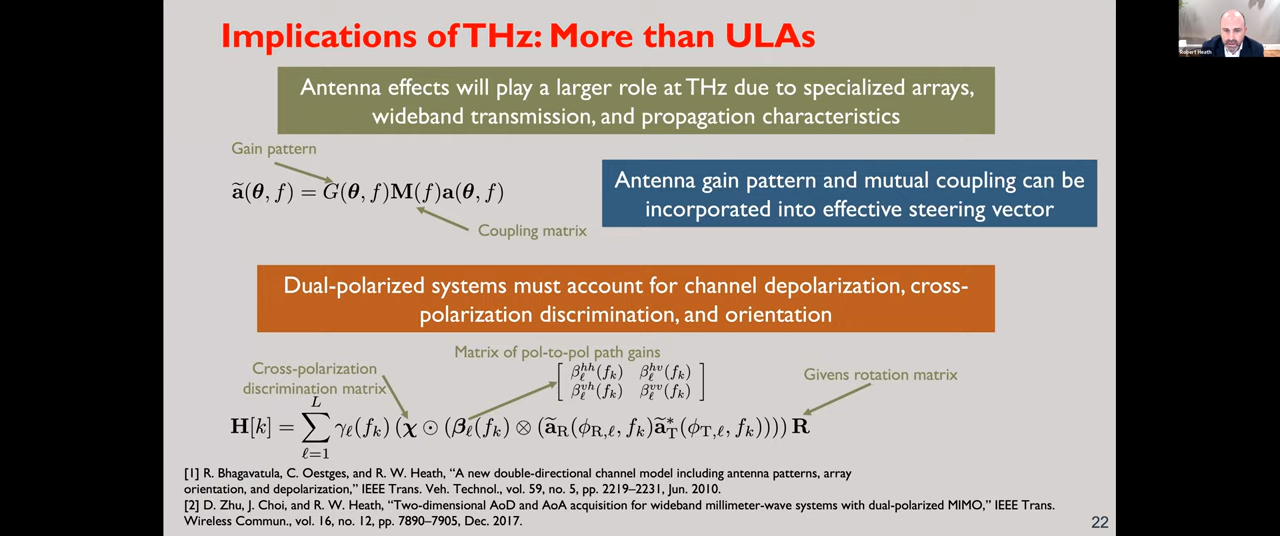 Implications of THz: More than ULAs
Robert Heath
Antenna effects will play a larger role at THz due to specialized arrays,
wideband transmission, and propagation characteristics
Gain pattern
ã(θ, f) = G(θ, f)M(f)a(θ, f)
Coupling matrix
Antenna gain pattern and mutual coupling can be
incorporated into effective steering vector
Dual-polarized systems must account for channel depolarization, cross-
polarization discrimination, and orientation
Matrix of pol-to-pol path gains
Cross-polarization
discrimination matrix
[ β_ℓ^{hh}(f_k) β_ℓ^{hv}(f_k)
β_ℓ^{vh}(f_k) β_ℓ^{vv}(f_k) ]
Givens rotation matrix
H[k] = ∑_{ℓ=1}^{L} γ_ℓ(f_k) (χ ⊙ (β_ℓ(f_k) ⊗ (ã_R(φ_{R,ℓ}, f_k)ã_T^*(φ_{T,ℓ}, f_k)))) R
[1] R. Bhagavatula, C. Oestges, and R. W. Heath, “A new double-directional channel model including antenna patterns, array
orientation, and depolarization,” IEEE Trans. Veh. Technol., vol. 59, no. 5, pp. 2219–2231, Jun. 2010.
[2] D. Zhu, J. Choi, and R. W. Heath, “Two-dimensional AoD and AoA acquisition for wideband millimeter-wave systems with dual-polarized MIMO,” IEEE Trans.
Wireless Commun., vol. 16, no. 12, pp. 7890–7905, Dec. 2017.
22